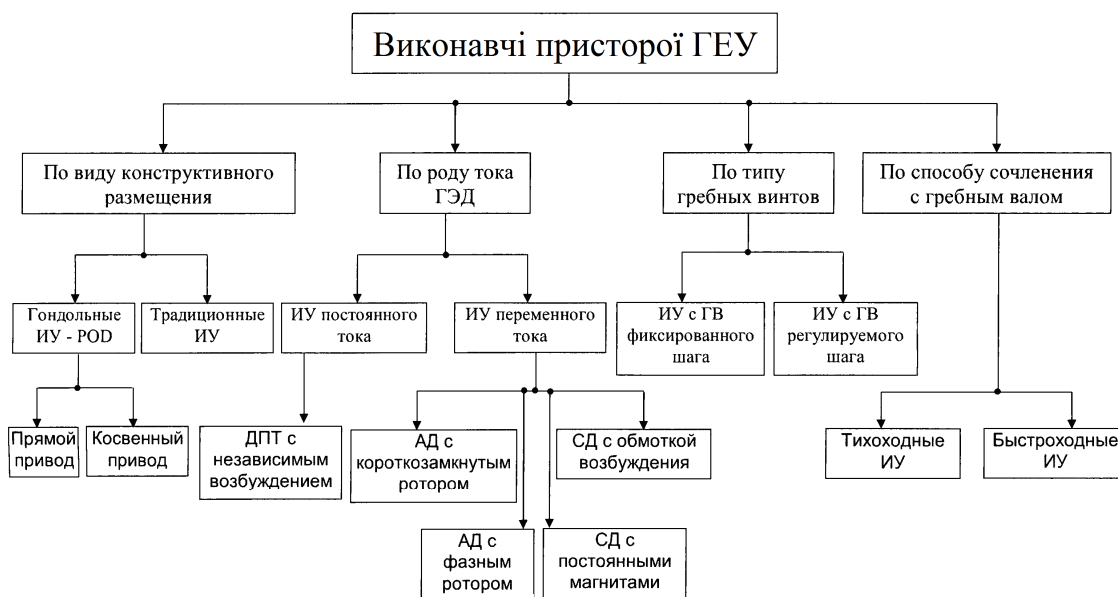 Виконавчі присторої ГЕУ
По виду конструктивного
размещения
По роду тока
ГЭД
По типу
гребных винтов
По способу сочленения
с гребным валом
Гондольные
ИУ - POD
Традиционные
ИУ
ИУ постоянного
тока
ИУ переменного
тока
ИУ с ГВ
фиксированного
шага
ИУ с ГВ
регулируемого
шага
Прямой
привод
Косвенный
привод
ДПТ с
независимым
возбуждением
АД с
короткозамкнутым
ротором
СД с обмоткой
возбуждения
Тихоходные
ИУ
Быстроходные
ИУ
АД с
фазным
ротором
СД с
постоянными
магнитами